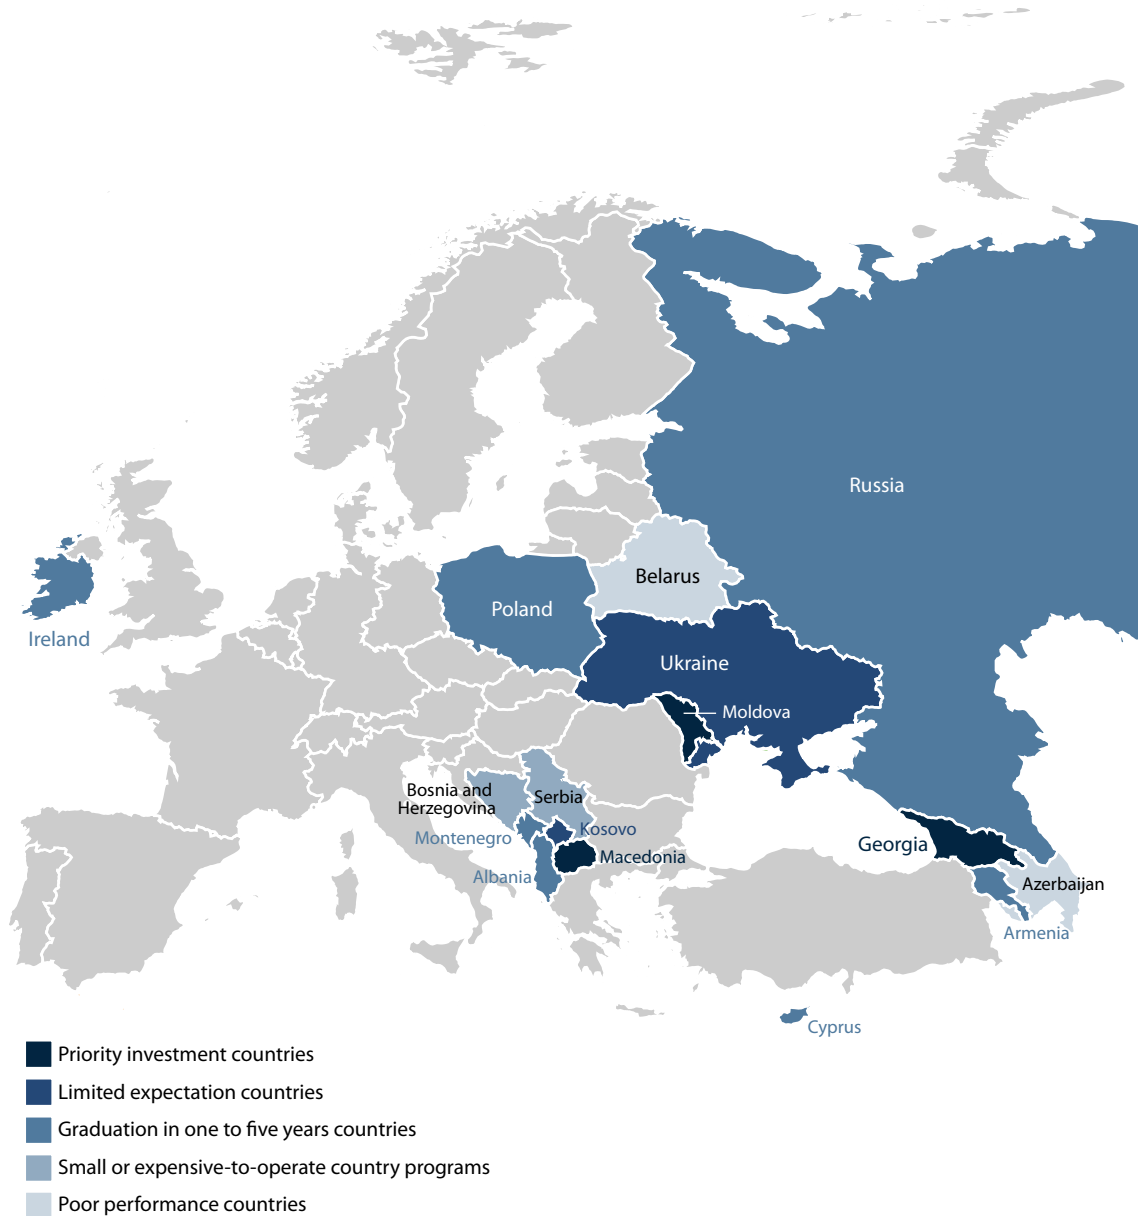 Russia
Belarus
Poland
Ireland
Ukraine
Moldova
Bosnia and
Herzegovina
Serbia
Kosovo
Montenegro
Georgia
Macedonia
Albania
Azerbaijan
Armenia
Cyprus
Priority investment countries
Limited expectation countries
Graduation in one to five years countries
Small or expensive-to-operate country programs
Poor performance countries